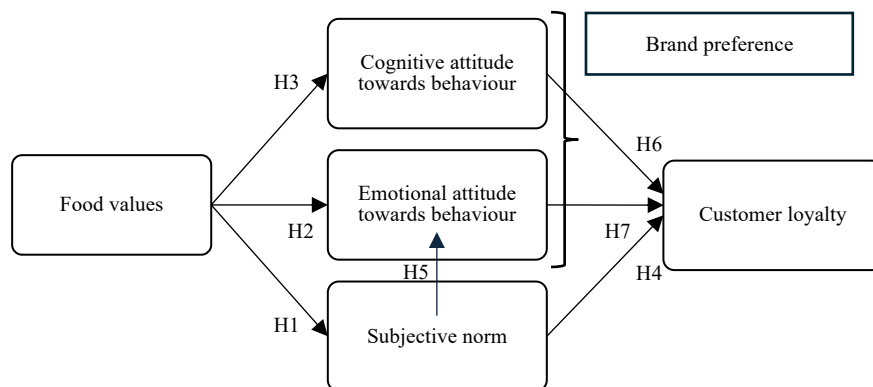 Brand preference
Cognitive attitude
towards behaviour
H3
H6
Food values
Emotional attitude
towards behaviour
Customer loyalty
H2
H7
H5
H4
H1
Subjective norm